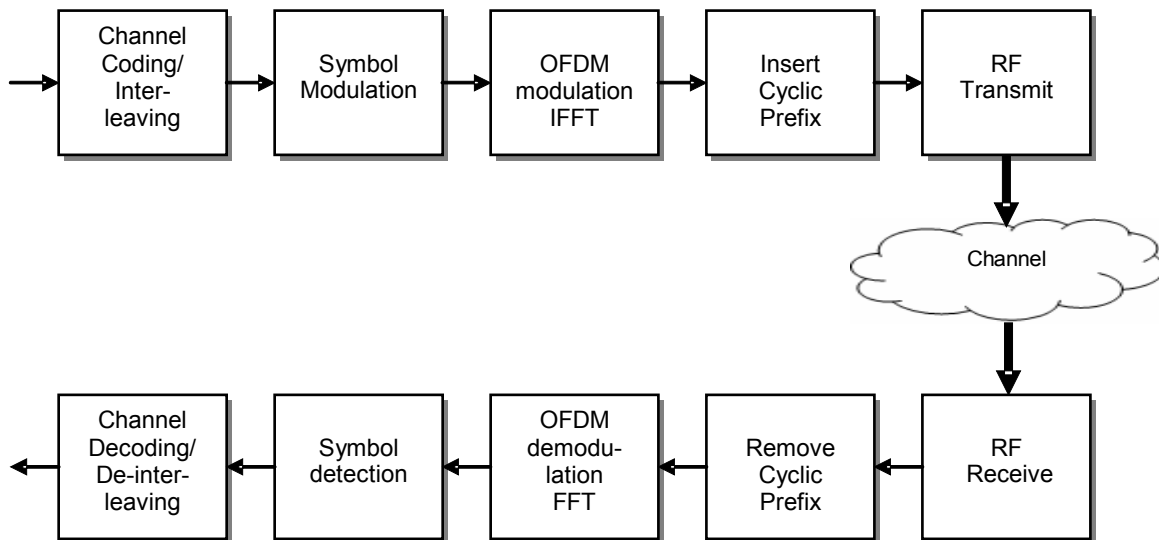 Channel
Coding/
Inter-
leaving
Symbol
Modulation
OFDM
modulation
IFFT
Insert
Cyclic
Prefix
RF
Transmit
Channel
Channel
Decoding/
De-inter-
leaving
Symbol
detection
OFDM
demodu-
lation
FFT
Remove
Cyclic
Prefix
RF
Receive